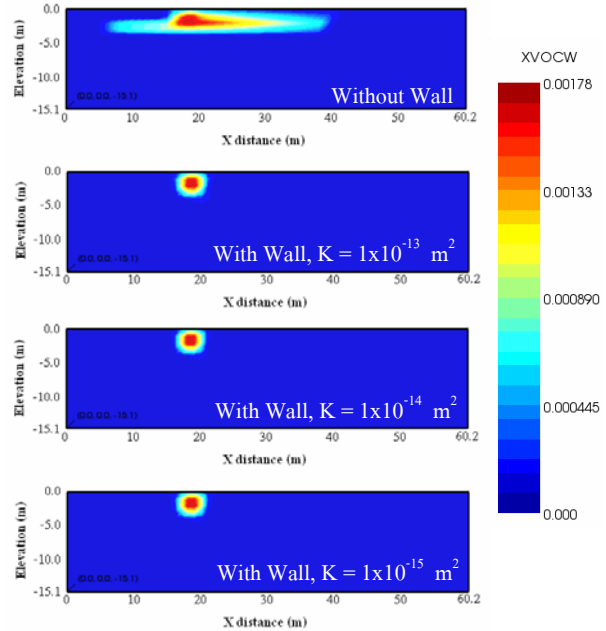 0.0
-5.0
-10.0
-15.1
Elevation (m)
(0.0, 0.0, -15.1)
Without Wall
0 10 20 30 40 50 60.2
X distance (m)
0.0
-10.0
-15.1
Elevation (m)
(0.0, 0.0, -15.1)
With Wall, K = 1x10⁻¹³ m²
0 10 20 30 40 50 60.2
X distance (m)
0.0
-5.0
-10.0
-15.1
Elevation (m)
(0.0, 0.0, -15.1)
With Wall, K = 1x10⁻¹⁴ m²
0 10 20 30 40 50 60.2
X distance (m)
0.0
-5.0
-10.0
-15.1
Elevation (m)
(0.0, 0.0, -15.1)
With Wall, K = 1x10⁻¹⁵ m²
0 10 20 30 40 50 60.2
X distance (m)
XVOCW
0.00178
0.00133
0.000890
0.000445
0.000